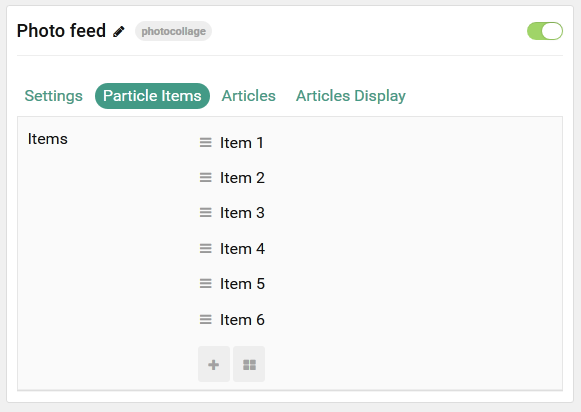 Photo feed photocollage
Settings Particle Items Articles Articles Display
Items
Item 1
Item 2
Item 3
Item 4
Item 5
Item 6